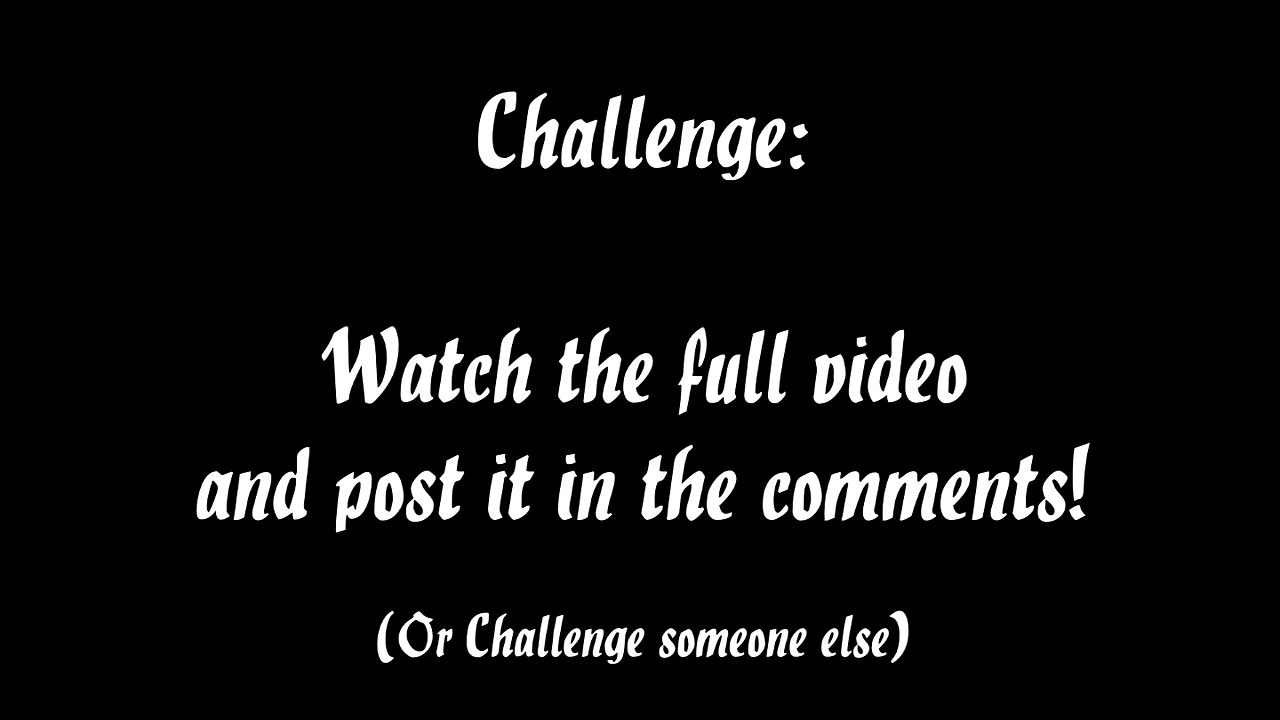 Challenge:
Watch the full video
and post it in the comments!
(Or Challenge someone else)